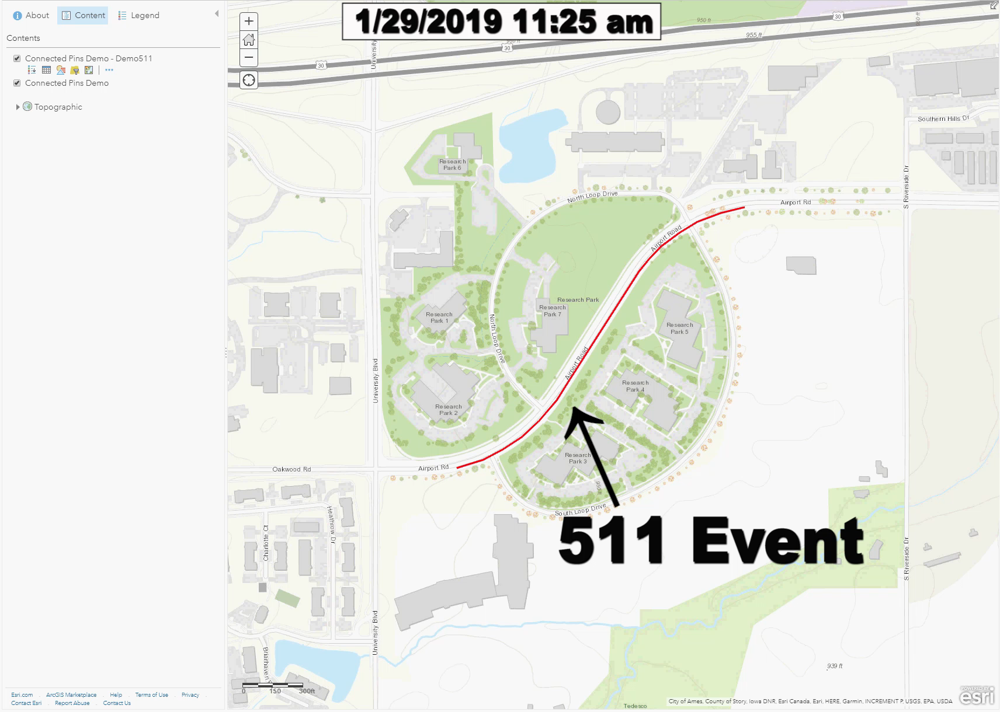 About
Content
Legend
Contents
Connected Pins Demo - Demo511
Connected Pins Demo
Topographic
Esri.com . ArcGIS Marketplace . Help . Terms of Use . Privacy .
Contact Esri . Report Abuse . Contact Us
1/29/2019 11:25 am
950 ft
30
950 ft
955 ft
30
950 ft
30
University
Southern Hills Dr
Research
Park 6
North Loop Drive
S Riverside Dr
Airport Rd
Airport Road
Research Park
Research
Park 7
Research
Park 1
Research
Park 5
North Loop Drive
Airport Road
University Blvd
Research
Park 4
Research
Park 2
Research
Park 3
Oakwood Rd
Airport Rd
950 ft
South Loop Drive
Heathrow Dr
Charlotte Ct
511 Event
S Riverside Dr
University Blvd
Briarhaven
939 ft
0 150 300ft
Tedesco
City of Ames, County of Story, Iowa DNR, Esri Canada, Esri, HERE, Garmin, INCREMENT P, USGS, EPA, USDA
POWERED BY
esri